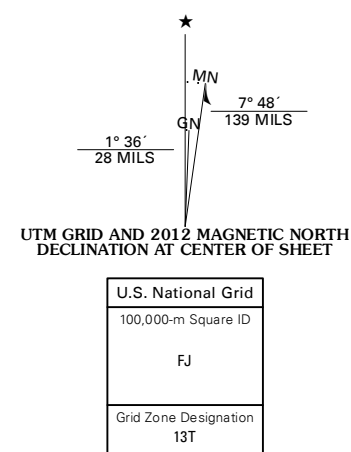 ★
MN
7° 48´
139 MILS
GN
1° 36´
28 MILS
UTM GRID AND 2012 MAGNETIC NORTH
DECLINATION AT CENTER OF SHEET
U.S. National Grid
100,000-m Square ID
FJ
Grid Zone Designation
13T